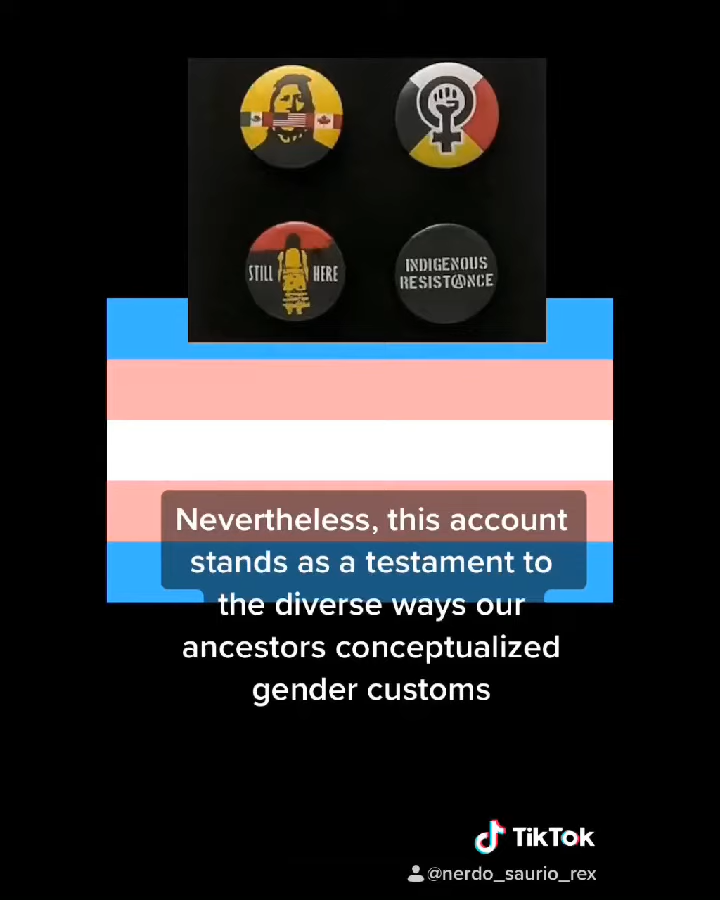 STILL HERE
INDIGENOUS
RESISTANCE
Nevertheless, this account
stands as a testament to
the diverse ways our
ancestors conceptualized
gender customs
TikTok
@nerdo_saurio_rex